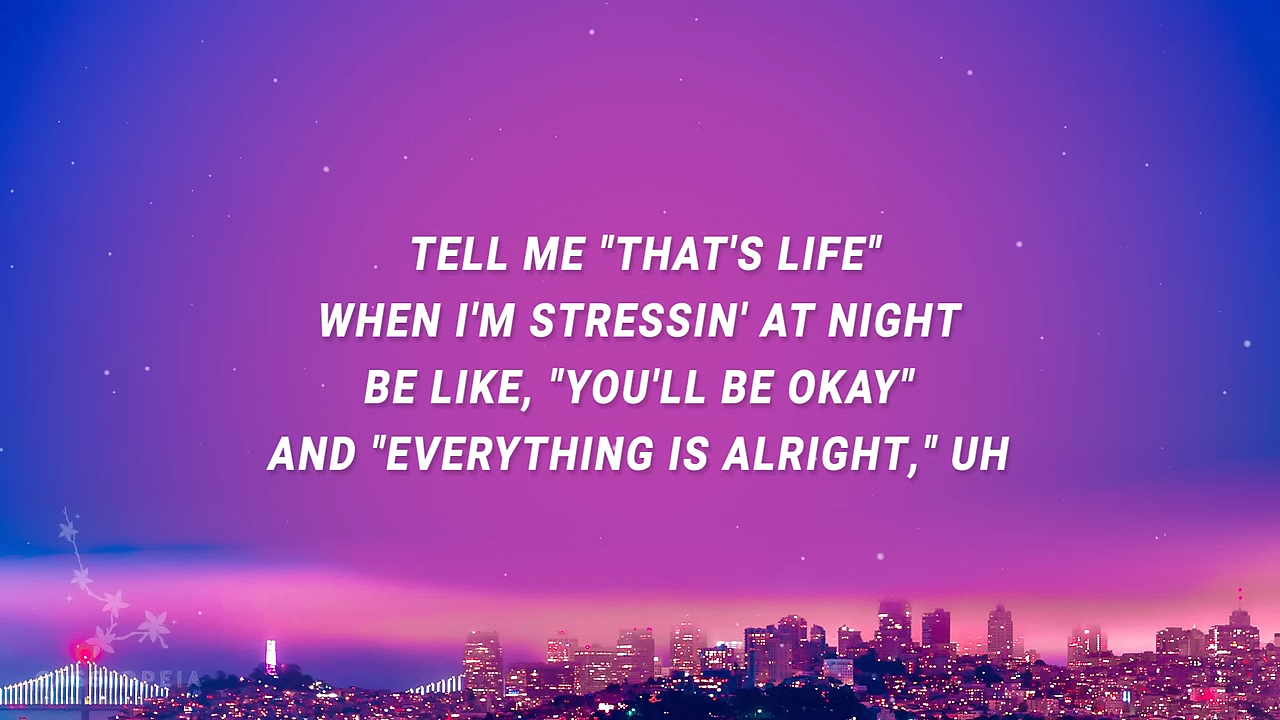 TELL ME "THAT'S LIFE"
WHEN I'M STRESSIN' AT NIGHT
BE LIKE, "YOU'LL BE OKAY"
AND "EVERYTHING IS ALRIGHT," UH